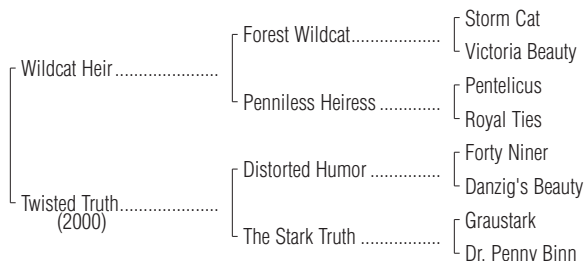 Storm Cat
Forest Wildcat....................
Victoria Beauty
Wildcat Heir .......................
Pentelicus
Penniless Heiress ..............
Royal Ties
Forty Niner
Distorted Humor ................
Danzig's Beauty
Twisted Truth......................
(2000)
Graustark
The Stark Truth ..................
Dr. Penny Binn